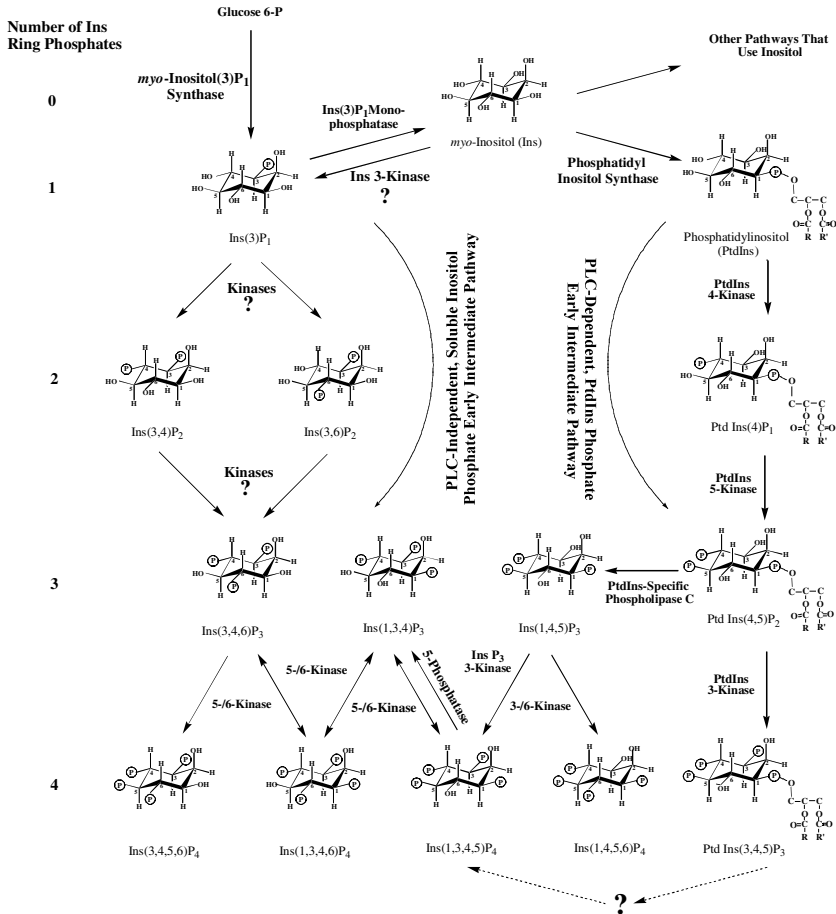 Number of Ins
Ring Phosphates
Glucose 6-P
myo-Inositol(3)P1
Synthase
0
Ins(3)P1Mono-
phosphatase
myo-Inositol (Ins)
Other Pathways That
Use Inositol
Phosphatidyl
Inositol Synthase
1
Ins 3-Kinase
?
Ins(3)P1
Phosphatidylinositol
(PtdIns)
Kinases
?
PLC-Independent, Soluble Inositol
Phosphate Early Intermediate Pathway
PLC-Dependent, PtdIns Phosphate
Early Intermediate Pathway
PtdIns
4-Kinase
2
Ins(3,4)P2
Ins(3,6)P2
Ptd Ins(4)P1
Kinases
?
PtdIns
5-Kinase
3
PtdIns-Specific
Phospholipase C
Ins(3,4,6)P3
Ins(1,3,4)P3
Ins(1,4,5)P3
Ptd Ins(4,5)P2
5-/6-Kinase
5-/6-Kinase
5-/6-Kinase
5-Phosphatase
Ins P3
3-Kinase
3-/6-Kinase
PtdIns
3-Kinase
4
Ins(3,4,5,6)P4
Ins(1,3,4,6)P4
Ins(1,3,4,5)P4
Ins(1,4,5,6)P4
Ptd Ins(3,4,5)P3
?